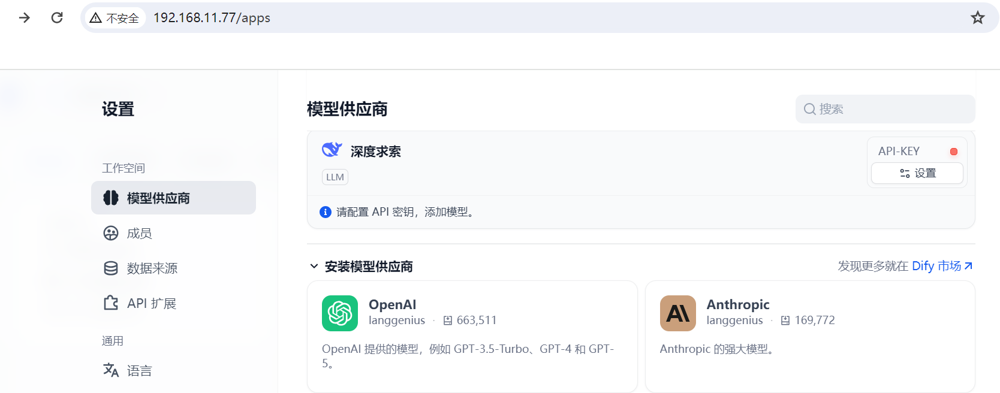 不安全 192.168.11.77/apps
设置
模型供应商
搜索
深度求索
LLM
API-KEY
设置
请配置 API 密钥，添加模型。
工作空间
模型供应商
成员
数据来源
API 扩展
通用
语言
安装模型供应商
发现更多就在 Dify 市场
OpenAI
langgenius · 663,511
OpenAI 提供的模型，例如 GPT-3.5-Turbo、GPT-4 和 GPT-
5。
Anthropic
langgenius · 169,772
Anthropic 的强大模型。